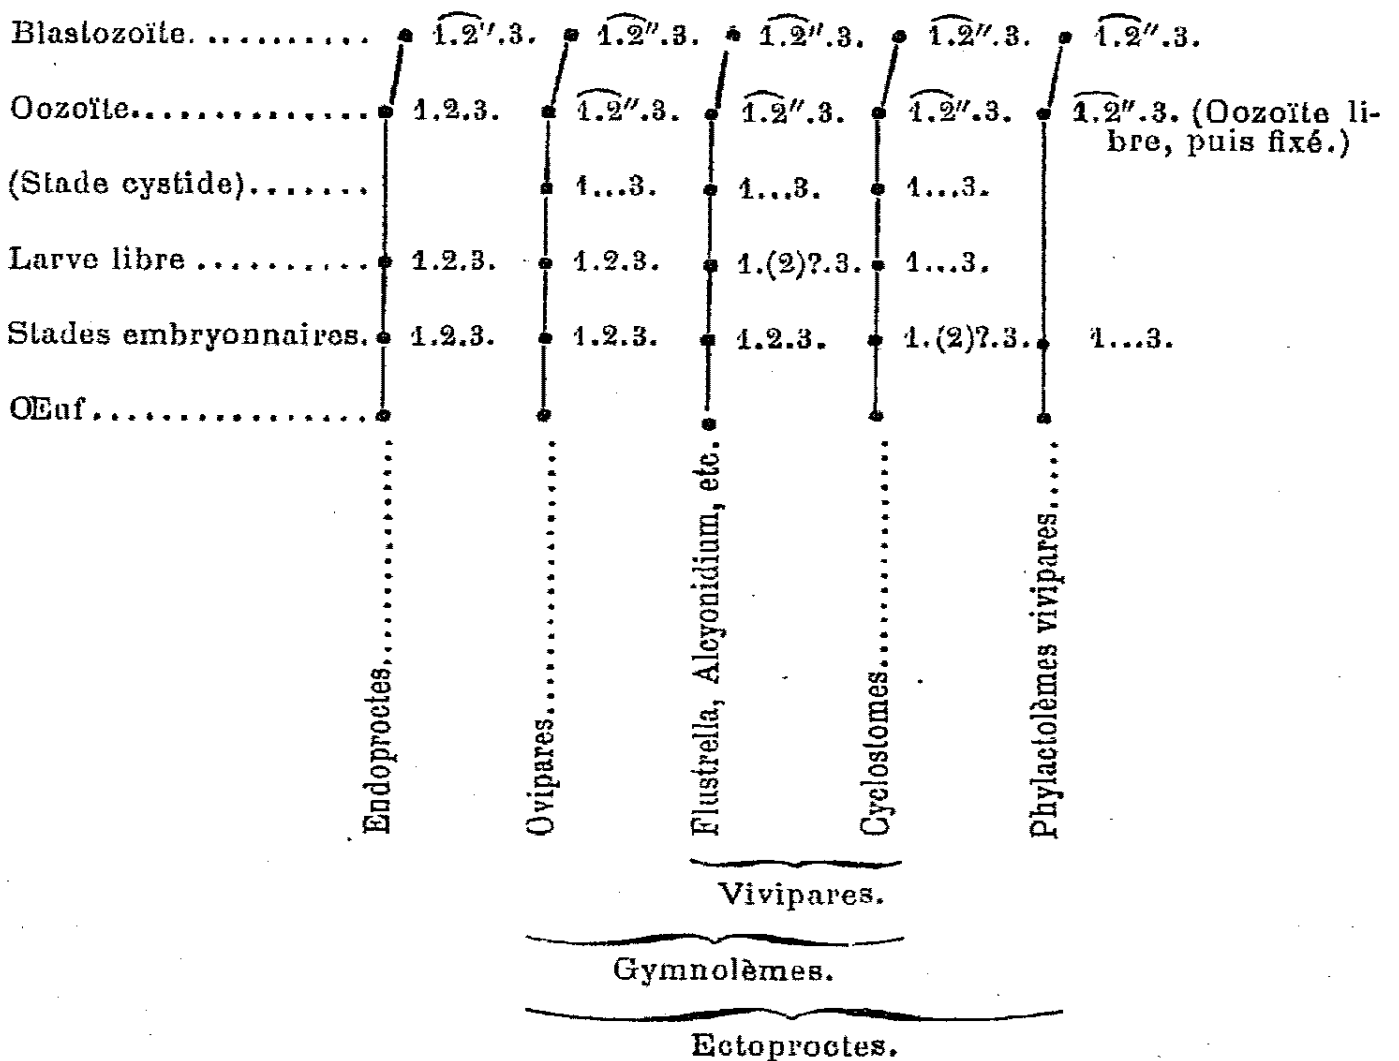 Blastozoïte. .......... 1.2″.3. 1.2″.3. 1.2″.3. 1.2″.3. 1.2″.3.
Oozoïte.............. 1.2.3. 1.2″.3. 1.2″.3. 1.2″.3. 1.2″.3. (Oozoïte li-
bre, puis fixé.)
(Stade cystide)....... 1...3. 1...3. 1...3.
Larve libre .......... 1.2.3. 1.2.3. 1.(2)?.3. 1...3.
Stades embryonnaires. 1.2.3. 1.2.3. 1.2.3. 1.(2)?.3. 1...3.
Œuf................
Endoproctes
Ovipares
Flustrella, Alcyonidium, etc.
Cyclostomes
Phylactolèmes vivipares
Vivipares.
Gymnolèmes.
Ectoproctes.